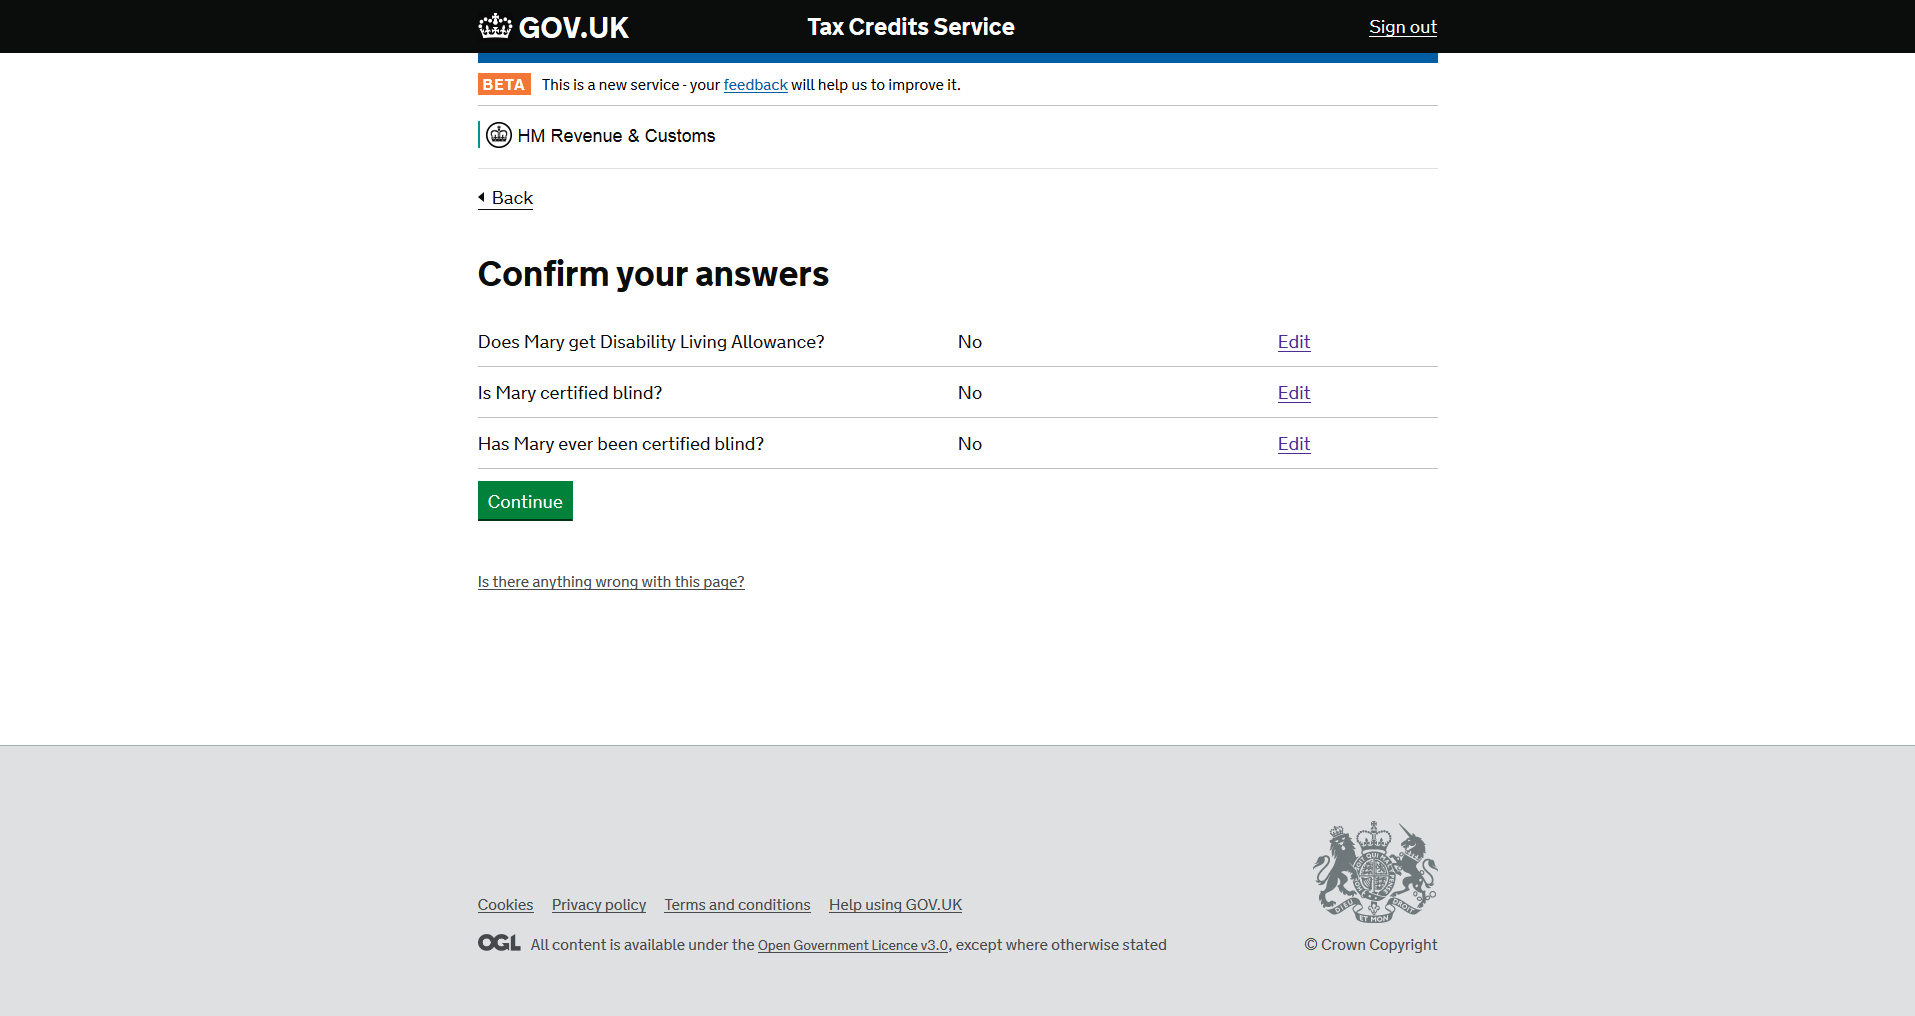 GOV.UK Tax Credits Service Sign out
BETA This is a new service - your feedback will help us to improve it.
HM Revenue & Customs
Back
Confirm your answers
Does Mary get Disability Living Allowance? No Edit
Is Mary certified blind? No Edit
Has Mary ever been certified blind? No Edit
Continue
Is there anything wrong with this page?
Cookies Privacy policy Terms and conditions Help using GOV.UK
OGL All content is available under the Open Government Licence v3.0, except where otherwise stated
© Crown Copyright